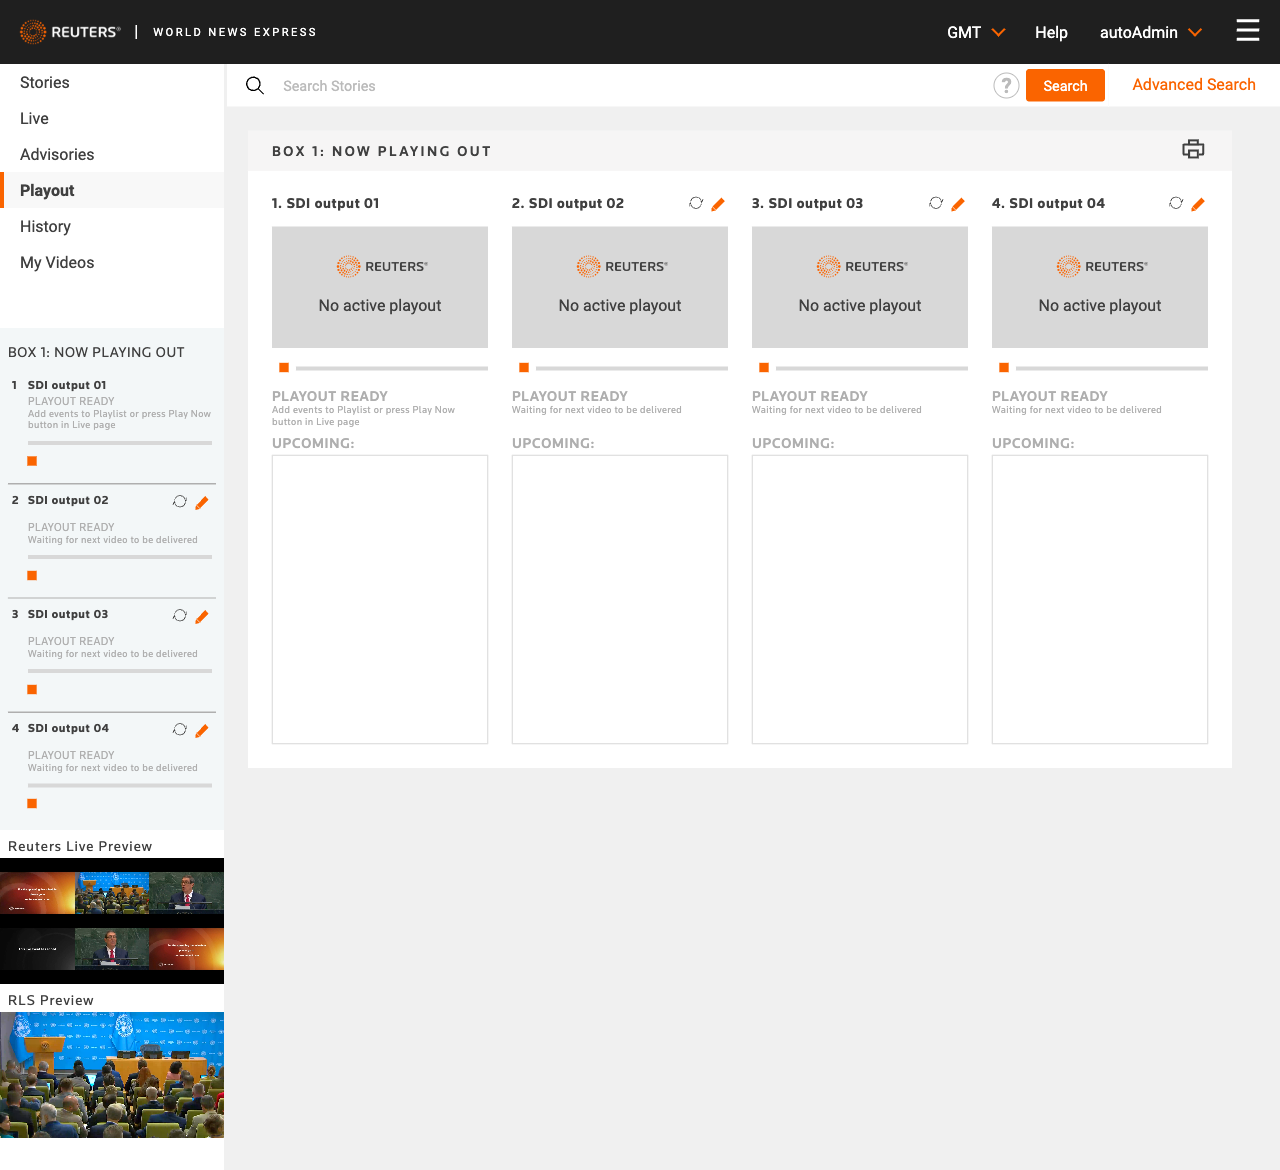 REUTERS® | WORLD NEWS EXPRESS
GMT
Help
autoAdmin
Stories
Live
Advisories
Playout
History
My Videos
Search Stories
?
Search
Advanced Search
BOX 1: NOW PLAYING OUT
1. SDI output 01
REUTERS®
No active playout
PLAYOUT READY
Add events to Playlist or press Play Now
button in Live page
UPCOMING:
2. SDI output 02
REUTERS®
No active playout
PLAYOUT READY
Waiting for next video to be delivered
UPCOMING:
3. SDI output 03
REUTERS®
No active playout
PLAYOUT READY
Waiting for next video to be delivered
UPCOMING:
4. SDI output 04
REUTERS®
No active playout
PLAYOUT READY
Waiting for next video to be delivered
UPCOMING:
BOX 1: NOW PLAYING OUT
1 SDI output 01
PLAYOUT READY
Add events to Playlist or press Play Now
button in Live page
2 SDI output 02
PLAYOUT READY
Waiting for next video to be delivered
3 SDI output 03
PLAYOUT READY
Waiting for next video to be delivered
4 SDI output 04
PLAYOUT READY
Waiting for next video to be delivered
Reuters Live Preview
RLS Preview